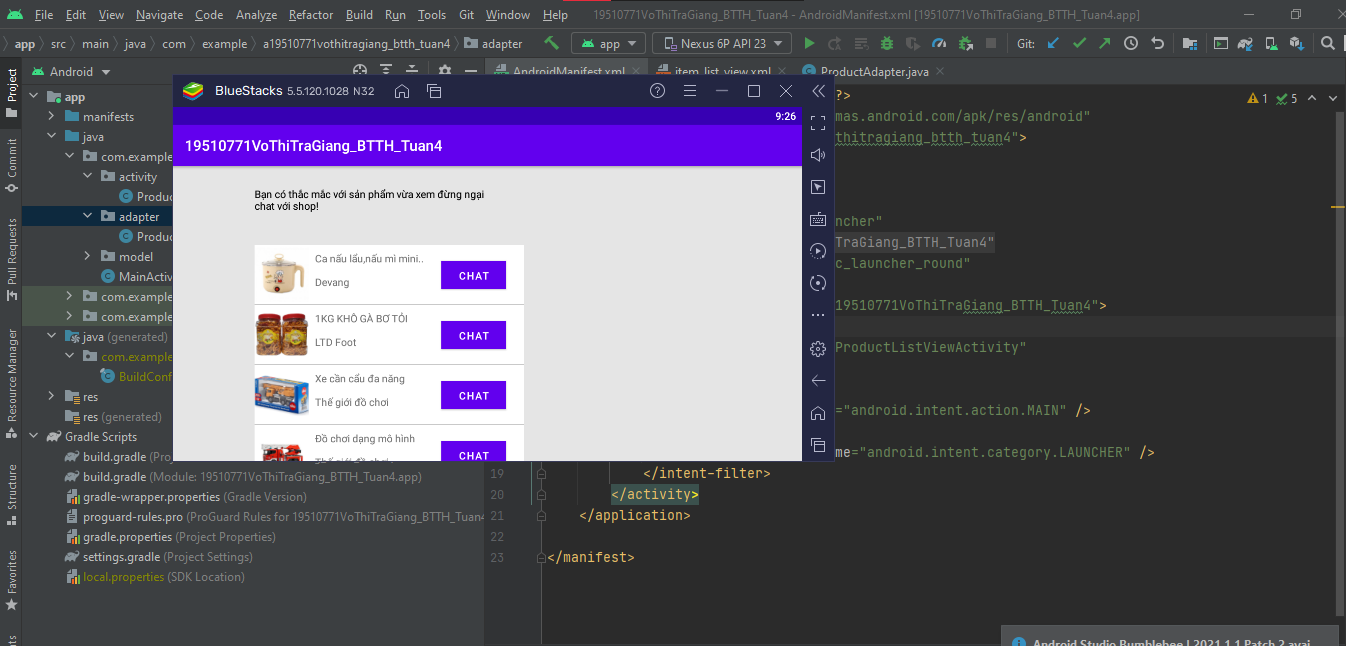 File Edit View Navigate Code Analyze Refactor Build Run Tools Git Window Help 19510771VoThiTraGiang_BTTH_Tuan4 - AndroidManifest.xml [19510771VoThiTraGiang_BTTH_Tuan4.app]
app src main java com example a19510771vothitragiang_btth_tuan4 adapter app Nexus 6P API 23 Git:
Android AndroidManifest.xml item_list_view.xml ProductAdapter.java
Project
Commit
Pull Requests
Resource Manager
Structure
Favorites
app
manifests
java
com.example
activity
Produc
adapter
Produc
model
MainActiv
com.example
com.example
java (generated)
com.example
BuildConf
res
res (generated)
Gradle Scripts
build.gradle (Proj
build.gradle (Module: 19510771VoThiTraGiang_BTTH_Tuan4.app)
gradle-wrapper.properties (Gradle Version)
proguard-rules.pro (ProGuard Rules for 19510771VoThiTraGiang_BTTH_Tuan4
gradle.properties (Project Properties)
settings.gradle (Project Settings)
local.properties (SDK Location)
BlueStacks 5.5.120.1028 N32
9:26
19510771VoThiTraGiang_BTTH_Tuan4
Bạn có thắc mắc với sản phẩm vừa xem đừng ngại
chat với shop!
Ca nấu lẩu,nấu mì mini..
Devang
CHAT
1KG KHÔ GÀ BƠ TỎI
LTD Foot
CHAT
Xe cần cẩu đa năng
Thế giới đồ chơi
CHAT
Đồ chơi dạng mô hình
Thế giới đồ chơi
CHAT
?>
mas.android.com/apk/res/android"
thitragiang_btth_tuan4">
ncher"
TraGiang_BTTH_Tuan4"
c_launcher_round"
19510771VoThiTraGiang_BTTH_Tuan4">
ProductListViewActivity"
="android.intent.action.MAIN" />
me="android.intent.category.LAUNCHER" />
19 </intent-filter>
20 </activity>
21 </application>
22
23 </manifest>
1 5
Android Studio Bumblebee | 2021.1.1 Patch 2 avai